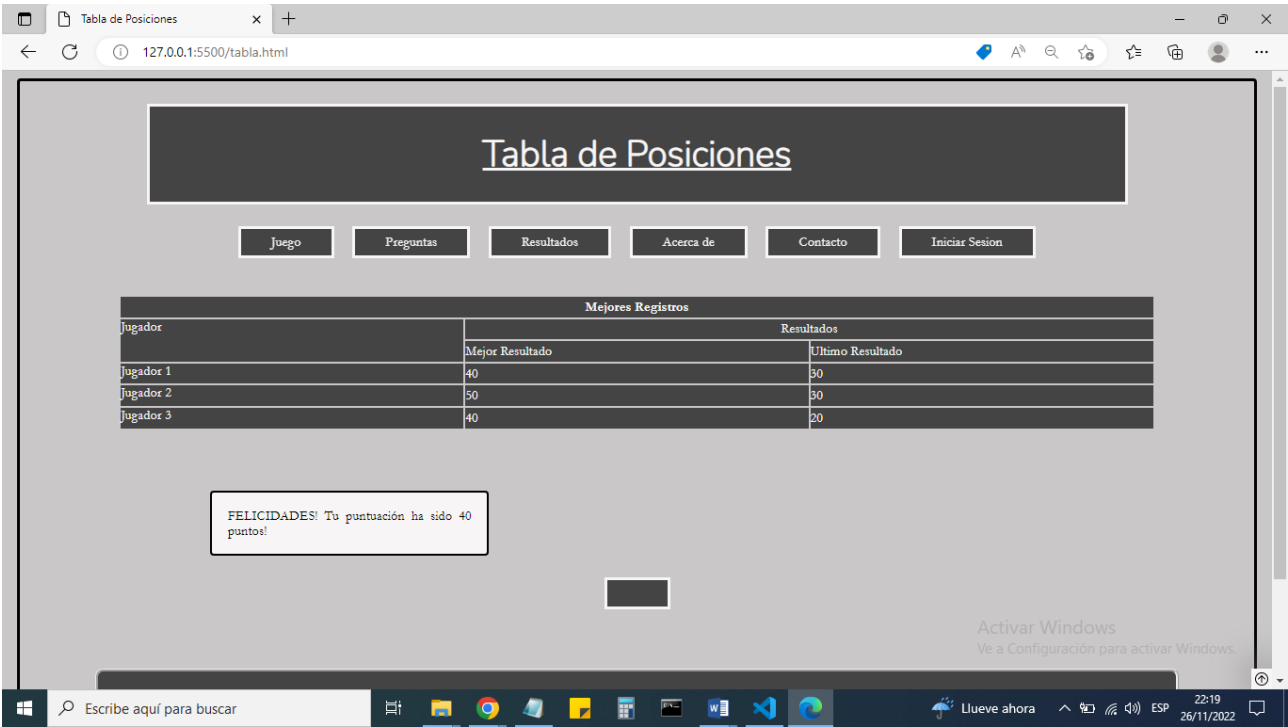 Tabla de Posiciones
127.0.0.1:5500/tabla.html
Tabla de Posiciones
Juego Preguntas Resultados Acerca de Contacto Iniciar Sesion
Mejores Registros
Jugador Resultados
Mejor Resultado Ultimo Resultado
Jugador 1 40 30
Jugador 2 50 30
Jugador 3 40 20
FELICIDADES! Tu puntuación ha sido 40
puntos!
Activar Windows
Ve a Configuración para activar Windows.
Escribe aquí para buscar
Llueve ahora
ESP
22:19
26/11/2022